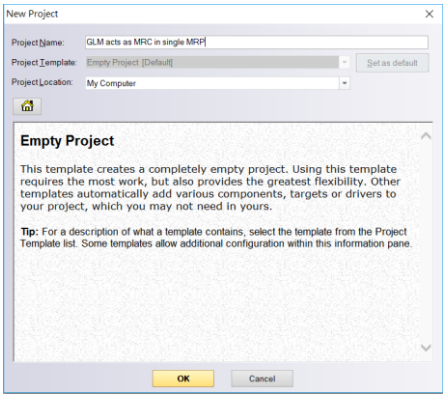 New Project
Project Name: GLM acts as MRC in single MRP
Project Template: Empty Project [Default] Set as default
Project Location: My Computer
Empty Project
This template creates a completely empty project. Using this template
requires the most work, but also provides the greatest flexibility. Other
templates automatically add various components, targets or drivers to
your project, which you may not need in yours.
Tip: For a description of what a template contains, select the template from the Project
Template list. Some templates allow additional configuration within this information pane.
OK Cancel